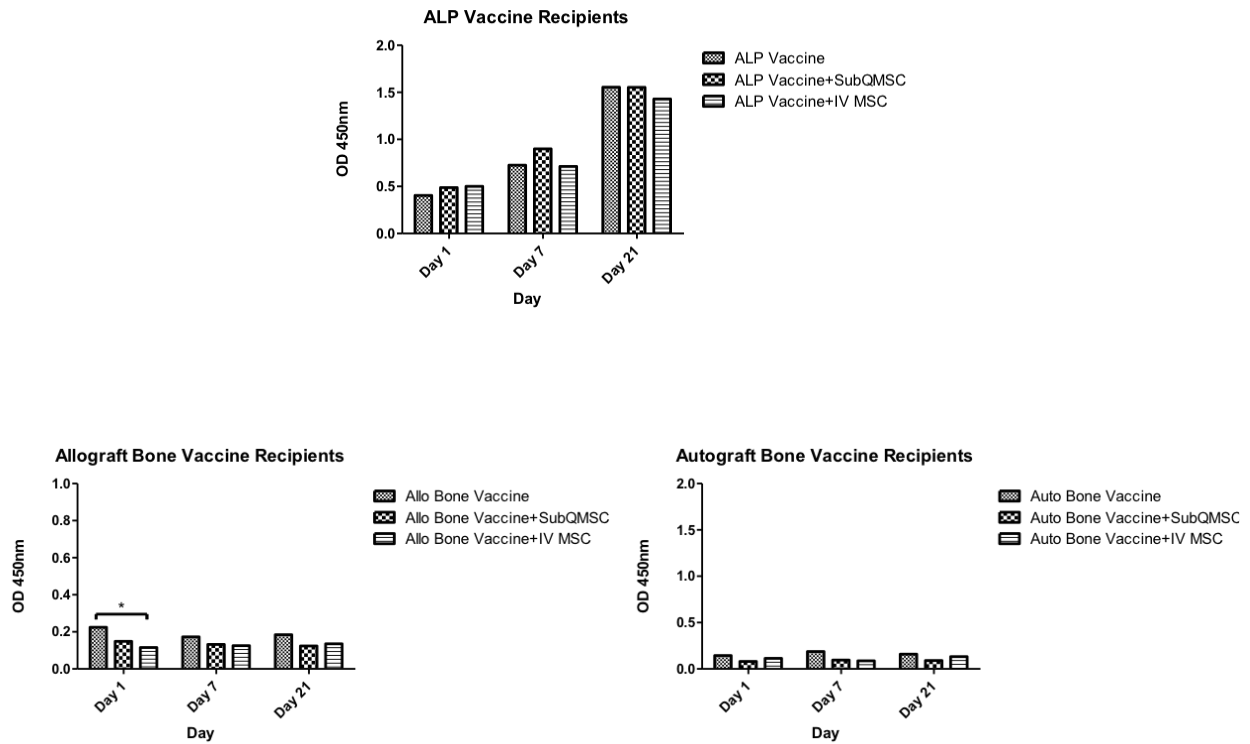 ALP Vaccine Recipients
2.0
1.5
1.0
0.5
0.0
OD 450nm
Day 1
Day 7
Day 21
Day
ALP Vaccine
ALP Vaccine+SubQMSC
ALP Vaccine+IV MSC
Allograft Bone Vaccine Recipients
1.0
0.8
0.6
0.4
0.2
0.0
OD 450nm
*
Day 1
Day 7
Day 21
Day
Allo Bone Vaccine
Allo Bone Vaccine+SubQMSC
Allo Bone Vaccine+IV MSC
Autograft Bone Vaccine Recipients
2.0
1.5
1.0
0.5
0.0
OD 450nm
Day 1
Day 7
Day 21
Day
Auto Bone Vaccine
Auto Bone Vaccine+SubQMSC
Auto Bone Vaccine+IV MSC